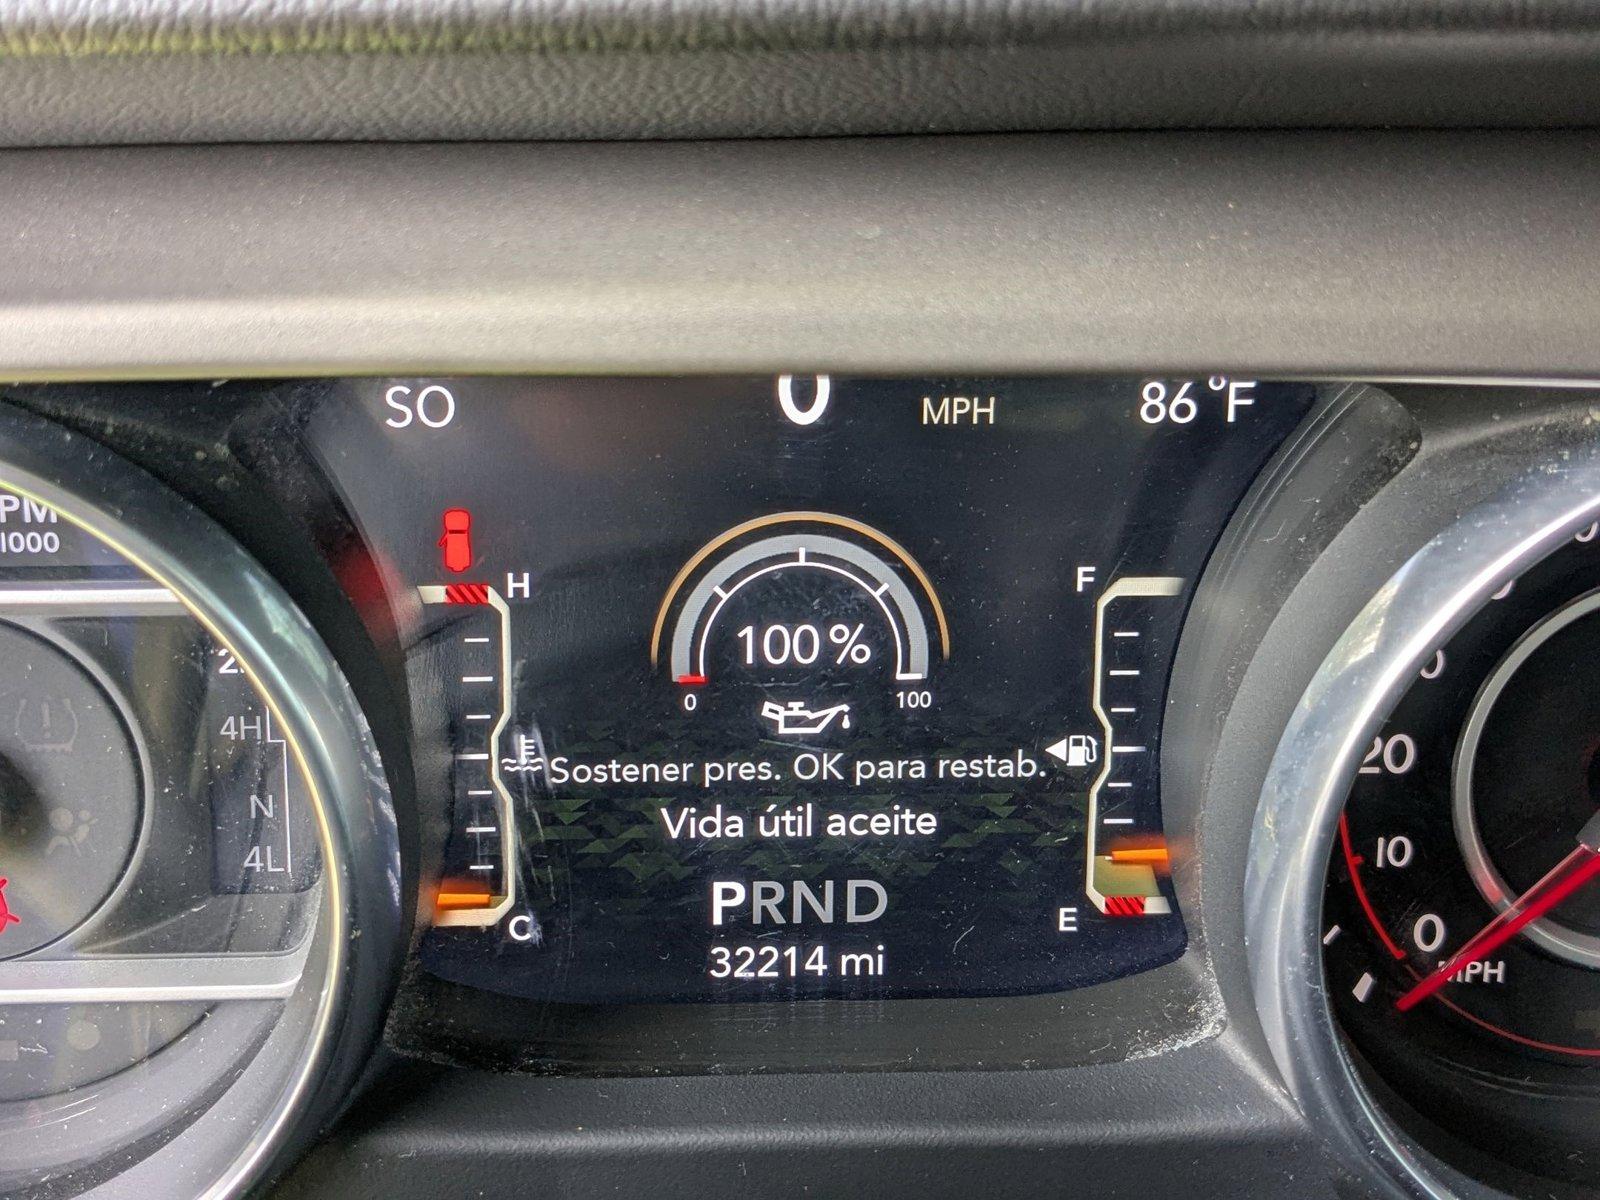 SO 0 MPH 86 °F
1000
H
F
100 %
0 100
4H
Sostener pres. OK para restab.
20
N
Vida útil aceite
4L
10
PRND
C
E
0
MPH
32214 mi